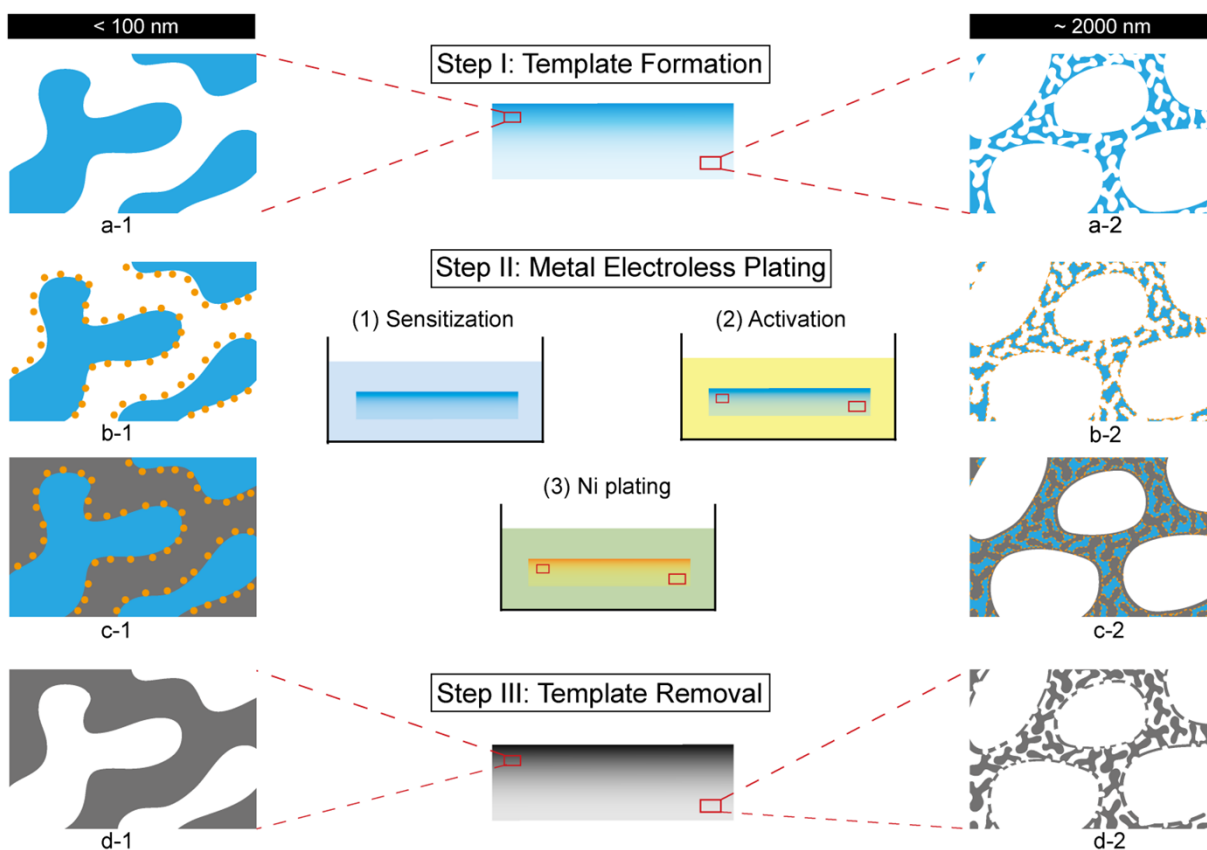 < 100 nm
~ 2000 nm
Step I: Template Formation
a-1
a-2
Step II: Metal Electroless Plating
(1) Sensitization
(2) Activation
b-1
b-2
(3) Ni plating
c-1
c-2
Step III: Template Removal
d-1
d-2